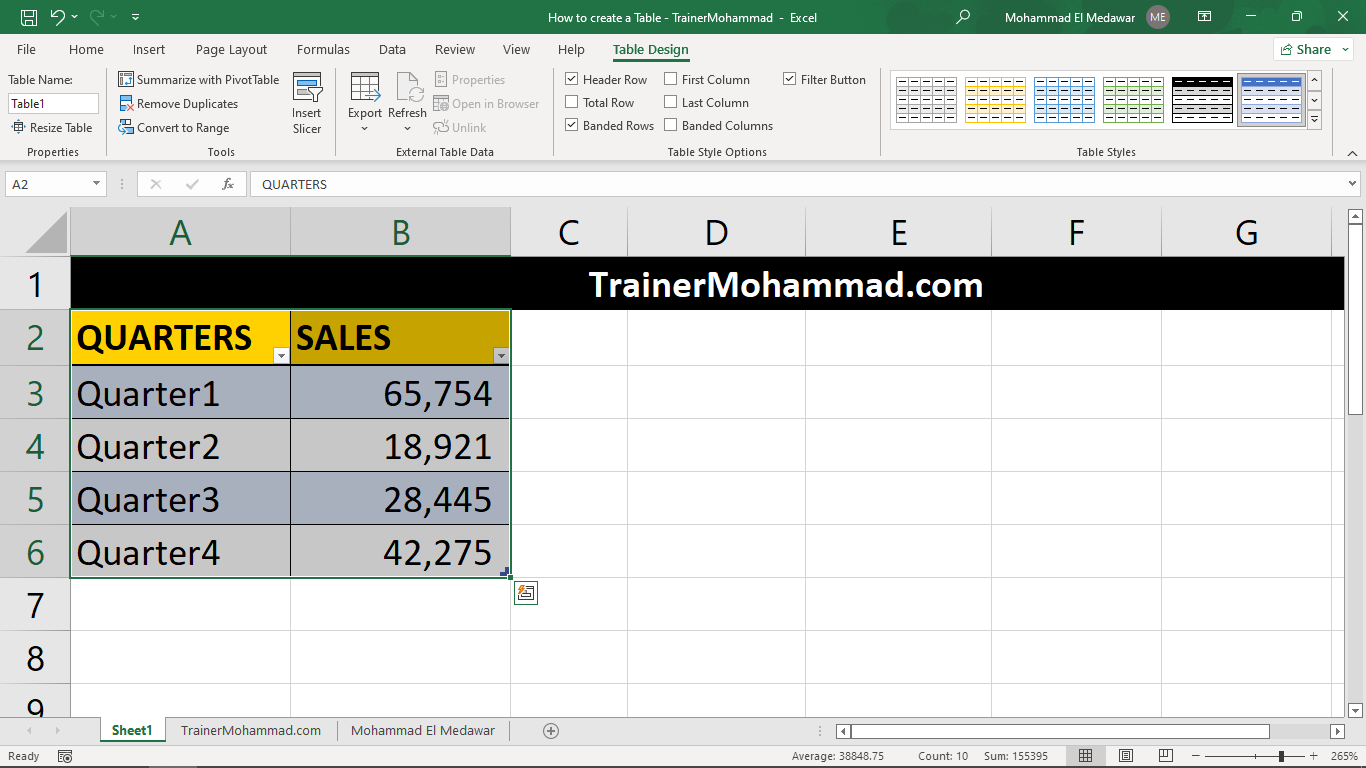 How to create a Table - TrainerMohammad - Excel
Mohammad El Medawar ME
File Home Insert Page Layout Formulas Data Review View Help Table Design Share
Table Name:
Table1
Resize Table
Properties
Summarize with PivotTable
Remove Duplicates
Convert to Range
Insert
Slicer
Tools
Export
Refresh
Properties
Open in Browser
Unlink
External Table Data
Header Row First Column Filter Button
Total Row Last Column
Banded Rows Banded Columns
Table Style Options
Table Styles
A2 fx QUARTERS
A B C D E F G
1 TrainerMohammad.com
2 QUARTERS SALES
3 Quarter1 65,754
4 Quarter2 18,921
5 Quarter3 28,445
6 Quarter4 42,275
7
8
9
Sheet1 TrainerMohammad.com Mohammad El Medawar
Ready Average: 38848.75 Count: 10 Sum: 155395 265%